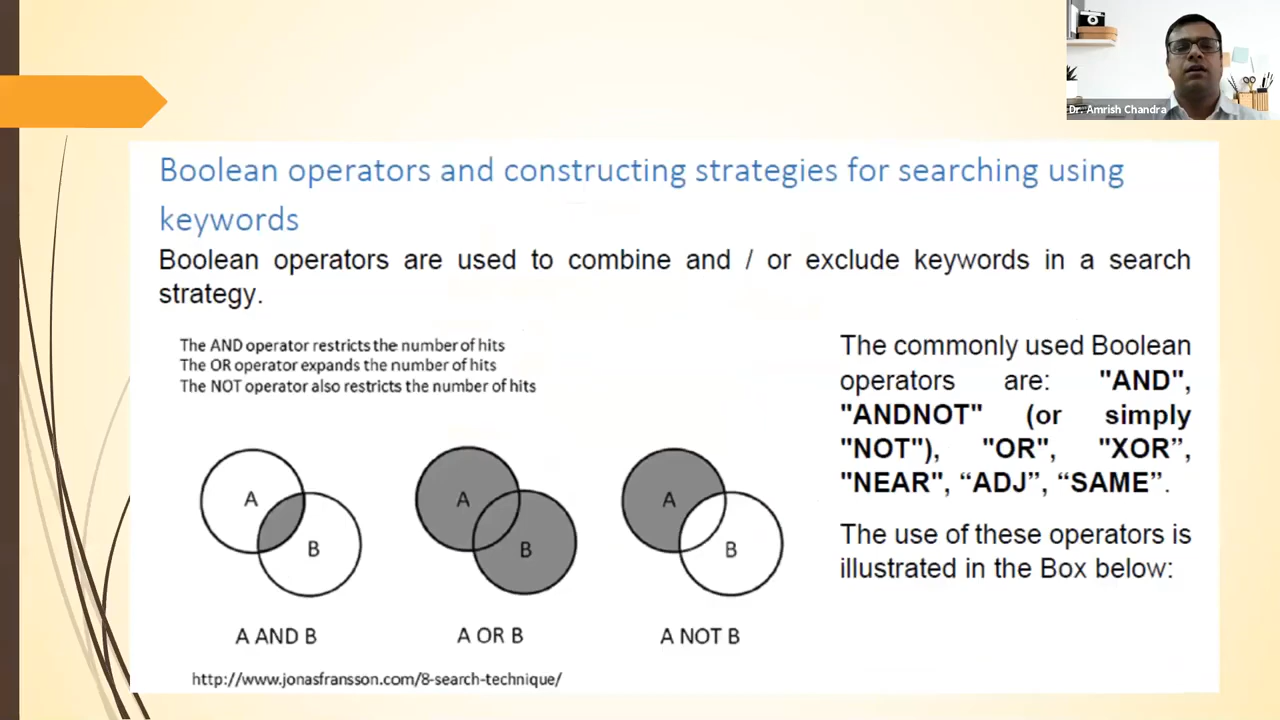 Dr. Amrish Chandra
Boolean operators and constructing strategies for searching using
keywords
Boolean operators are used to combine and / or exclude keywords in a search
strategy.
The AND operator restricts the number of hits
The OR operator expands the number of hits
The NOT operator also restricts the number of hits
The commonly used Boolean
operators are: "AND",
"ANDNOT" (or simply
"NOT"), "OR", "XOR”,
"NEAR", “ADJ”, “SAME”.
The use of these operators is
illustrated in the Box below:
A
B
A
B
A
B
A AND B
A OR B
A NOT B
http://www.jonasfransson.com/8-search-technique/